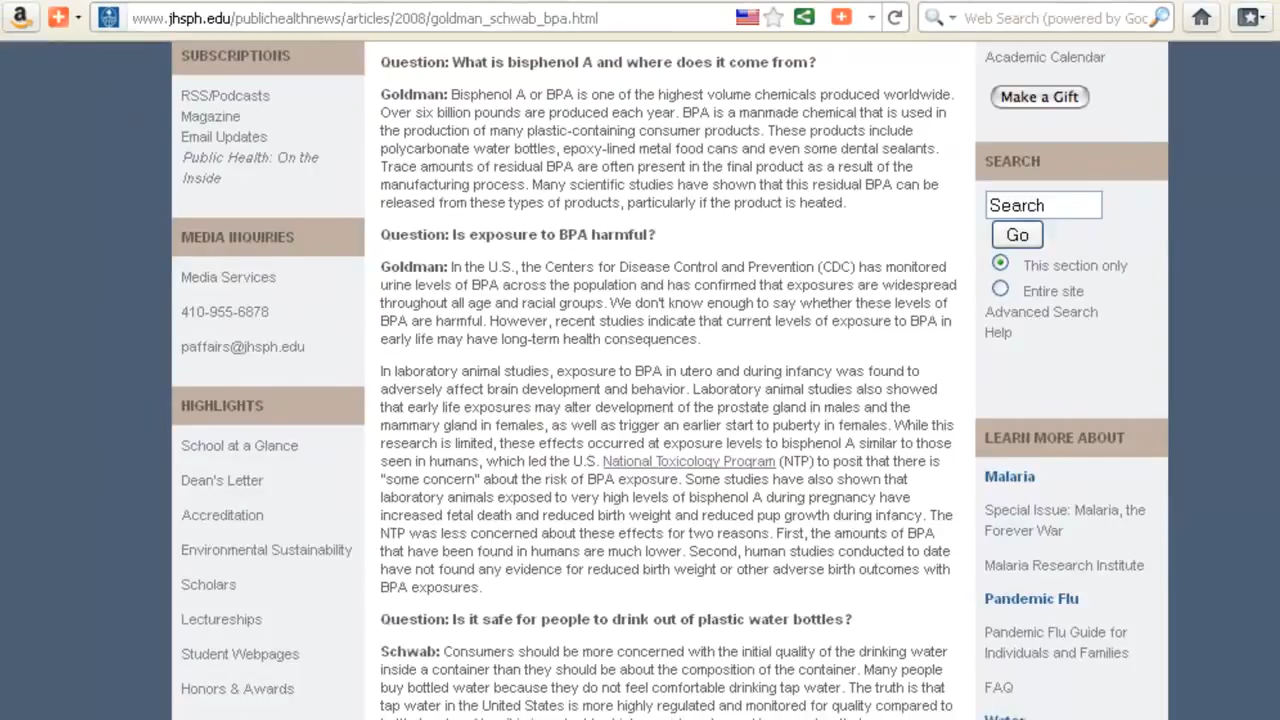 www.jhsph.edu/publichealthnews/articles/2008/goldman_schwab_bpa.html
Web Search (powered by Goo
SUBSCRIPTIONS
RSS/Podcasts
Magazine
Email Updates
Public Health: On the
Inside
MEDIA INQUIRIES
Media Services
410-955-6878
paffairs@jhsph.edu
HIGHLIGHTS
School at a Glance
Dean's Letter
Accreditation
Environmental Sustainability
Scholars
Lectureships
Student Webpages
Honors & Awards
Question: What is bisphenol A and where does it come from?
Goldman: Bisphenol A or BPA is one of the highest volume chemicals produced worldwide.
Over six billion pounds are produced each year. BPA is a manmade chemical that is used in
the production of many plastic-containing consumer products. These products include
polycarbonate water bottles, epoxy-lined metal food cans and even some dental sealants.
Trace amounts of residual BPA are often present in the final product as a result of the
manufacturing process. Many scientific studies have shown that this residual BPA can be
released from these types of products, particularly if the product is heated.
Question: Is exposure to BPA harmful?
Goldman: In the U.S., the Centers for Disease Control and Prevention (CDC) has monitored
urine levels of BPA across the population and has confirmed that exposures are widespread
throughout all age and racial groups. We don't know enough to say whether these levels of
BPA are harmful. However, recent studies indicate that current levels of exposure to BPA in
early life may have long-term health consequences.
In laboratory animal studies, exposure to BPA in utero and during infancy was found to
adversely affect brain development and behavior. Laboratory animal studies also showed
that early life exposures may alter development of the prostate gland in males and the
mammary gland in females, as well as trigger an earlier start to puberty in females. While this
research is limited, these effects occurred at exposure levels to bisphenol A similar to those
seen in humans, which led the U.S. National Toxicology Program (NTP) to posit that there is
"some concern" about the risk of BPA exposure. Some studies have also shown that
laboratory animals exposed to very high levels of bisphenol A during pregnancy have
increased fetal death and reduced birth weight and reduced pup growth during infancy. The
NTP was less concerned about these effects for two reasons. First, the amounts of BPA
that have been found in humans are much lower. Second, human studies conducted to date
have not found any evidence for reduced birth weight or other adverse birth outcomes with
BPA exposures.
Question: Is it safe for people to drink out of plastic water bottles?
Schwab: Consumers should be more concerned with the initial quality of the drinking water
inside a container than they should be about the composition of the container. Many people
buy bottled water because they do not feel comfortable drinking tap water. The truth is that
tap water in the United States is more highly regulated and monitored for quality compared to
Academic Calendar
Make a Gift
SEARCH
Search
Go
This section only
Entire site
Advanced Search
Help
LEARN MORE ABOUT
Malaria
Special Issue: Malaria, the
Forever War
Malaria Research Institute
Pandemic Flu
Pandemic Flu Guide for
Individuals and Families
FAQ
Water